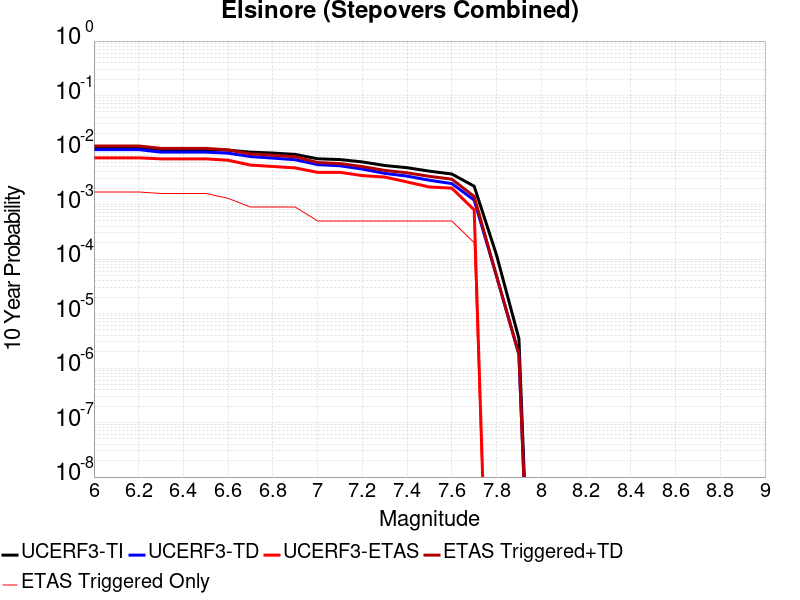 Elsinore (Stepovers Combined)
10 0
10 -1
10 -2
10 -3
10 -4
10 -5
10 -6
10 -7
10 -8
10 Year Probability
6 6.2 6.4 6.6 6.8 7 7.2 7.4 7.6 7.8 8 8.2 8.4 8.6 8.8 9
Magnitude
UCERF3-TI UCERF3-TD UCERF3-ETAS ETAS Triggered+TD
ETAS Triggered Only